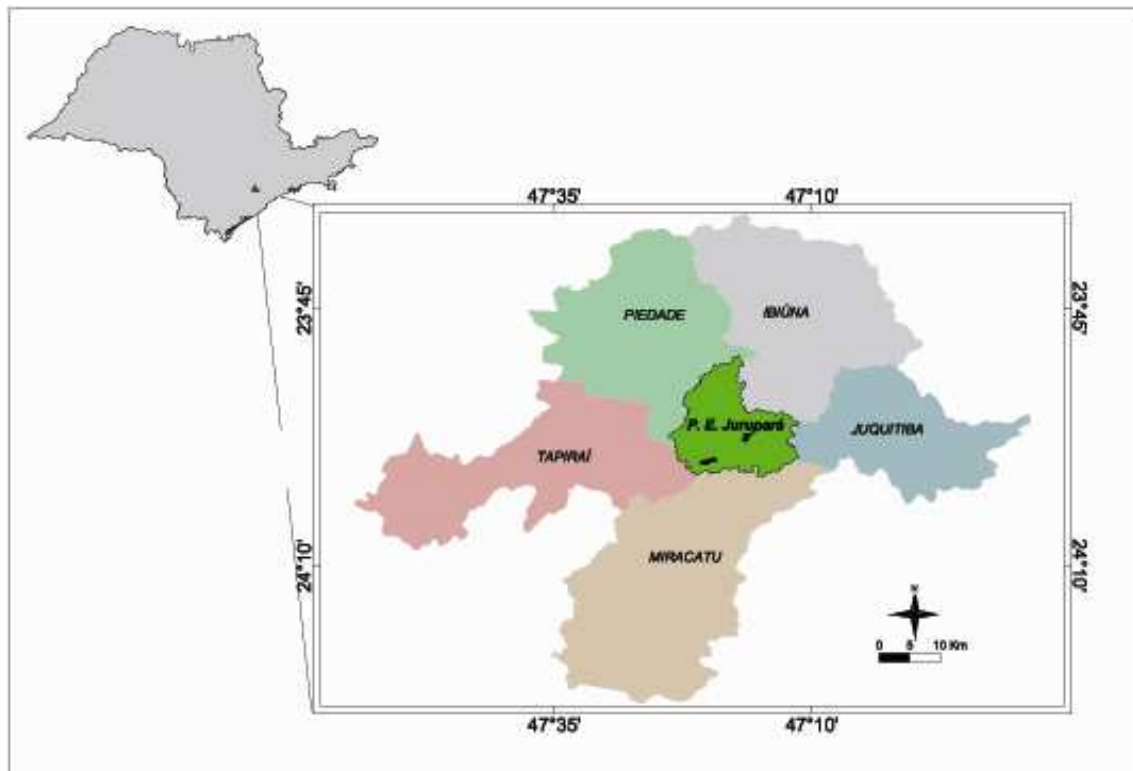 47°35' 47°10'
23°45' 23°45'
PIEDADE IBIÚNA
P. E. Jurupará
JUQUITIBA
TAPIRAÍ
MIRACATU
24°10' 24°10'
N
0 5 10 Km
47°35' 47°10'